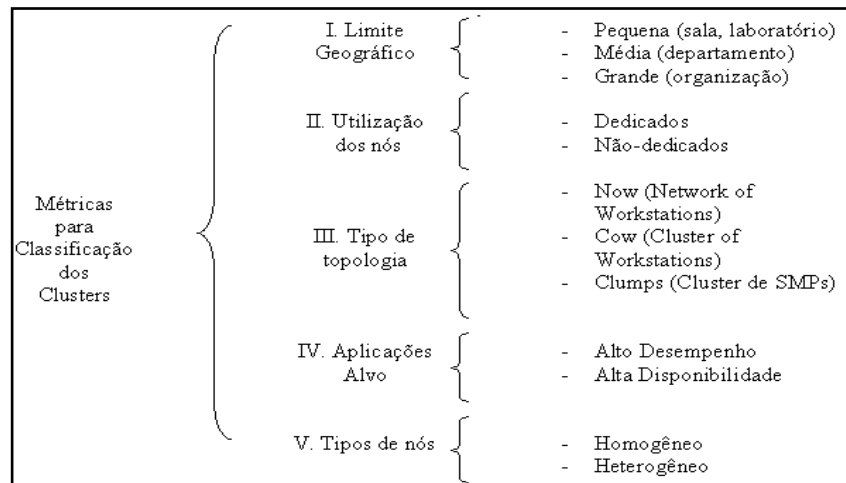 Métricas
para
Classificação
dos
Clusters
I. Limite
Geográfico
- Pequena (sala, laboratório)
- Média (departamento)
- Grande (organização)
II. Utilização
dos nós
- Dedicados
- Não-dedicados
III. Tipo de
topologia
- Now (Network of
Workstations)
- Cow (Cluster of
Workstations)
- Clumps (Cluster de SMPs)
IV. Aplicações
Alvo
- Alto Desempenho
- Alta Disponibilidade
V. Tipos de nós
- Homogêneo
- Heterogêneo